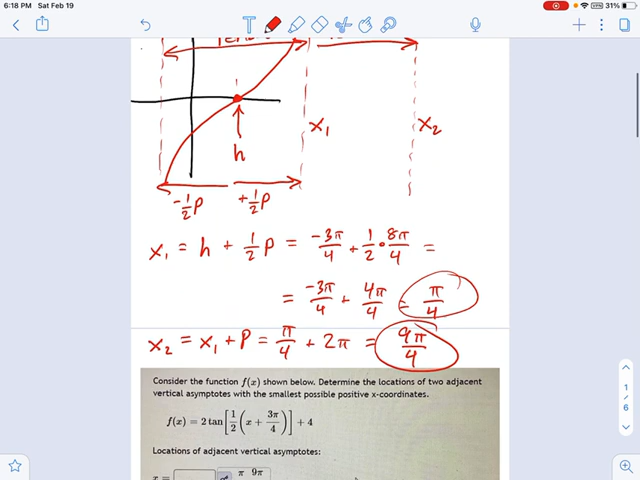 6:18 PM Sat Feb 19
VPN 31%
T
x₁
x₂
h
-½p
+½p
x₁ = h + ½p = -3π/4 + ½ • 8π/4 =
= -3π/4 + 4π/4 = π/4
x₂ = x₁ + p = π/4 + 2π = 9π/4
Consider the function f(x) shown below. Determine the locations of two adjacent
vertical asymptotes with the smallest possible positive x-coordinates.
f(x) = 2 tan[1/2(x + 3π/4)] + 4
Locations of adjacent vertical asymptotes:
π 9π
1
/
6